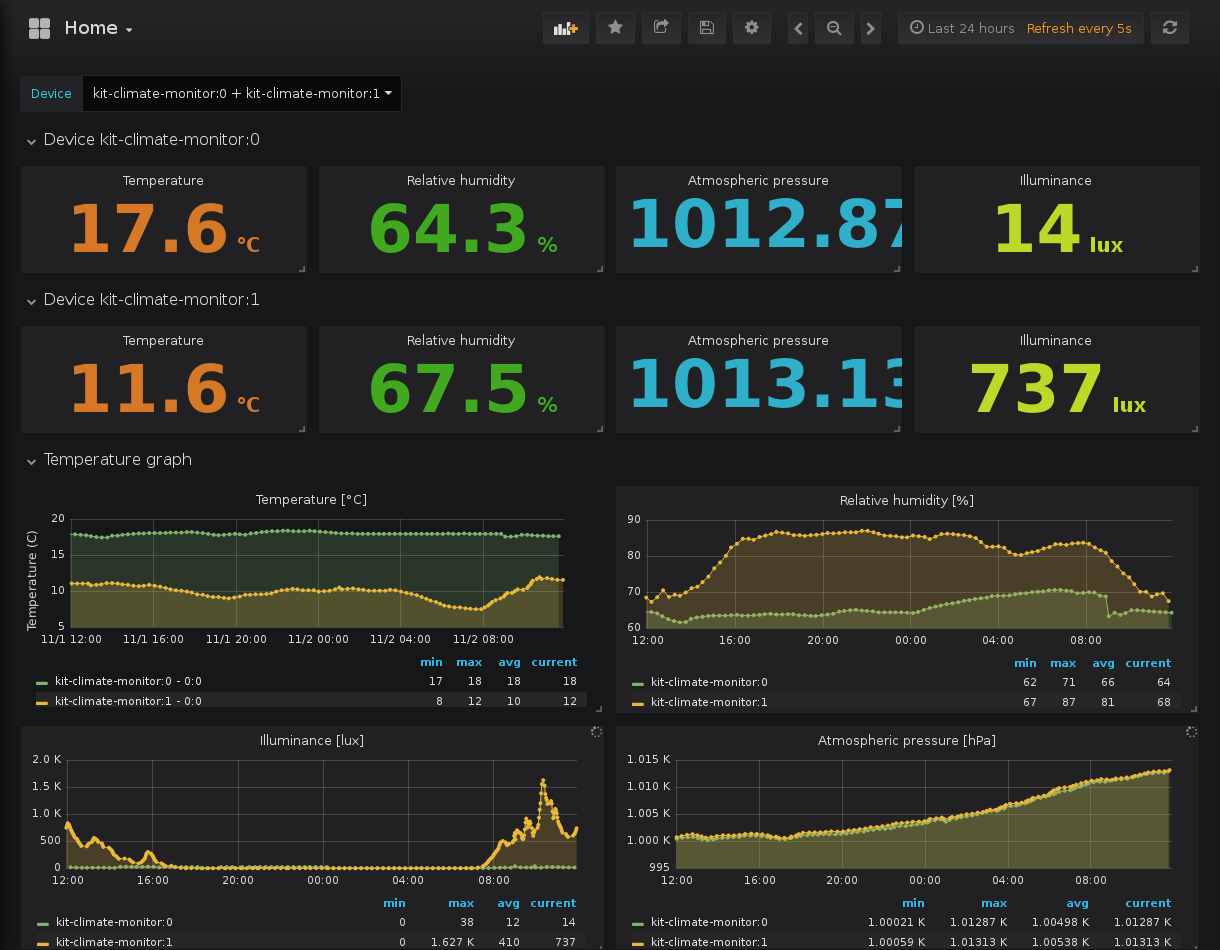 Home
Last 24 hours Refresh every 5s
Device kit-climate-monitor:0 + kit-climate-monitor:1
Device kit-climate-monitor:0
Temperature Relative humidity Atmospheric pressure Illuminance
17.6 °C 64.3 % 1012.87 14 lux
Device kit-climate-monitor:1
Temperature Relative humidity Atmospheric pressure Illuminance
11.6 °C 67.5 % 1013.13 737 lux
Temperature graph
Temperature [°C]
Temperature (C)
20
15
10
5
11/1 12:00 11/1 16:00 11/1 20:00 11/2 00:00 11/2 04:00 11/2 08:00
min max avg current
kit-climate-monitor:0 - 0:0 17 18 18 18
kit-climate-monitor:1 - 0:0 8 12 10 12
Relative humidity [%]
90
80
70
60
12:00 16:00 20:00 00:00 04:00 08:00
min max avg current
kit-climate-monitor:0 62 71 66 64
kit-climate-monitor:1 67 87 81 68
Illuminance [lux]
2.0 K
1.5 K
1.0 K
500
0
12:00 16:00 20:00 00:00 04:00 08:00
min max avg current
kit-climate-monitor:0 0 38 12 14
kit-climate-monitor:1 0 1.627 K 410 737
Atmospheric pressure [hPa]
1.015 K
1.010 K
1.005 K
1.000 K
995
12:00 16:00 20:00 00:00 04:00 08:00
min max avg current
kit-climate-monitor:0 1.00021 K 1.01287 K 1.00498 K 1.01287 K
kit-climate-monitor:1 1.00059 K 1.01313 K 1.00538 K 1.01313 K